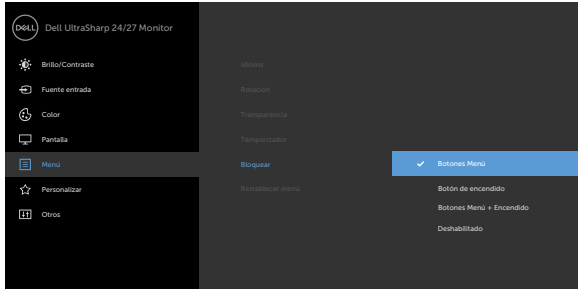 DELL Dell UltraSharp 24/27 Monitor
Brillo/Contraste
Idioma
Fuente entrada
Rotación
Color
Transparencia
Pantalla
Temporizador
Menú
Bloquear
Botones Menú
Personalizar
Restablecer menú
Botón de encendido
Botones Menú + Encendido
Otros
Deshabilitado